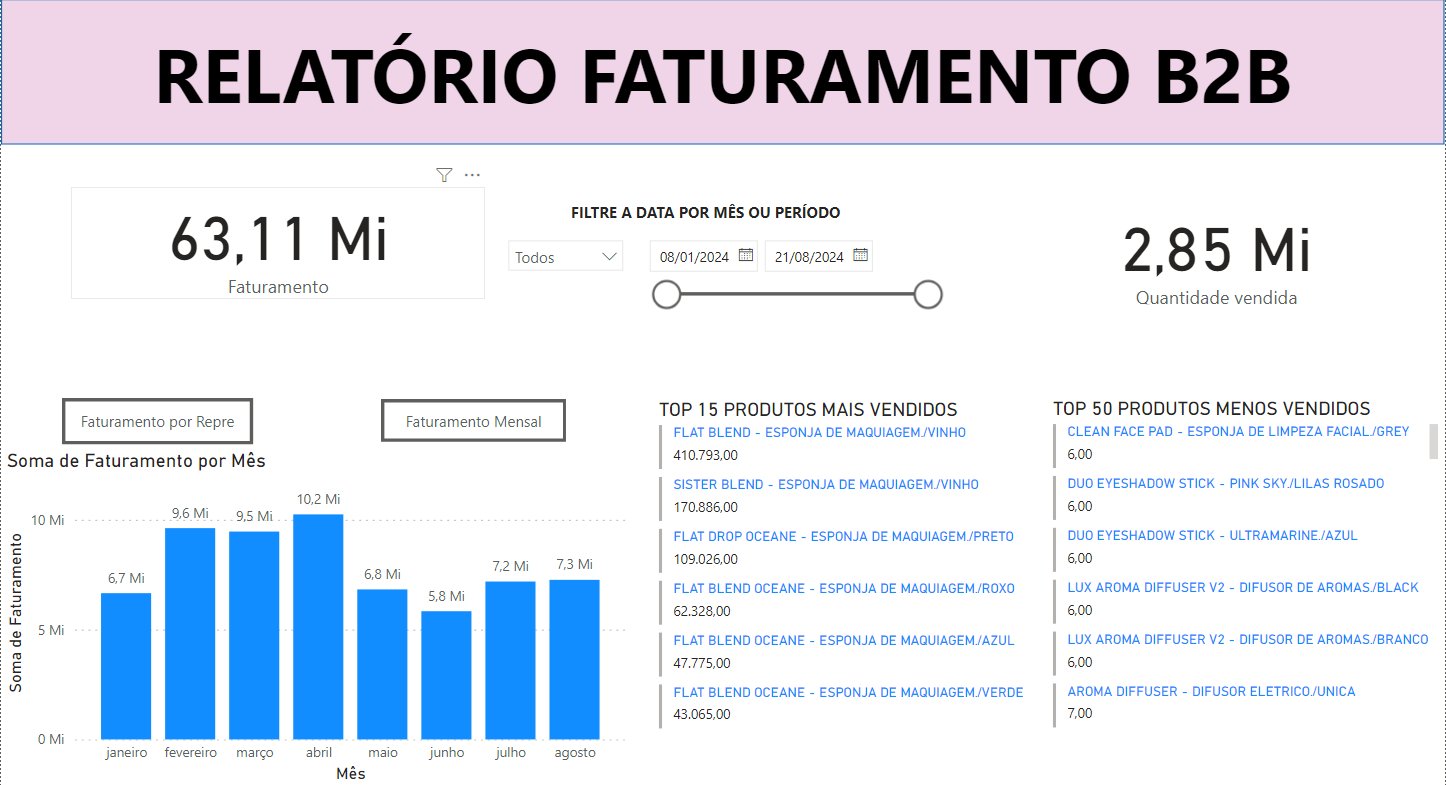 RELATÓRIO FATURAMENTO B2B
63,11 Mi
Faturamento
FILTRE A DATA POR MÊS OU PERÍODO
Todos
08/01/2024
21/08/2024
2,85 Mi
Quantidade vendida
Faturamento por Repre
Faturamento Mensal
Soma de Faturamento por Mês
Soma de Faturamento
10 Mi
5 Mi
0 Mi
6,7 Mi
9,6 Mi
9,5 Mi
10,2 Mi
6,8 Mi
5,8 Mi
7,2 Mi
7,3 Mi
janeiro
fevereiro
março
abril
maio
junho
julho
agosto
Mês
TOP 15 PRODUTOS MAIS VENDIDOS
FLAT BLEND - ESPONJA DE MAQUIAGEM./VINHO
410.793,00
SISTER BLEND - ESPONJA DE MAQUIAGEM./VINHO
170.886,00
FLAT DROP OCEANE - ESPONJA DE MAQUIAGEM./PRETO
109.026,00
FLAT BLEND OCEANE - ESPONJA DE MAQUIAGEM./ROXO
62.328,00
FLAT BLEND OCEANE - ESPONJA DE MAQUIAGEM./AZUL
47.775,00
FLAT BLEND OCEANE - ESPONJA DE MAQUIAGEM./VERDE
43.065,00
TOP 50 PRODUTOS MENOS VENDIDOS
CLEAN FACE PAD - ESPONJA DE LIMPEZA FACIAL./GREY
6,00
DUO EYESHADOW STICK - PINK SKY./LILAS ROSADO
6,00
DUO EYESHADOW STICK - ULTRAMARINE./AZUL
6,00
LUX AROMA DIFFUSER V2 - DIFUSOR DE AROMAS./BLACK
6,00
LUX AROMA DIFFUSER V2 - DIFUSOR DE AROMAS./BRANCO
6,00
AROMA DIFFUSER - DIFUSOR ELETRICO./UNICA
7,00